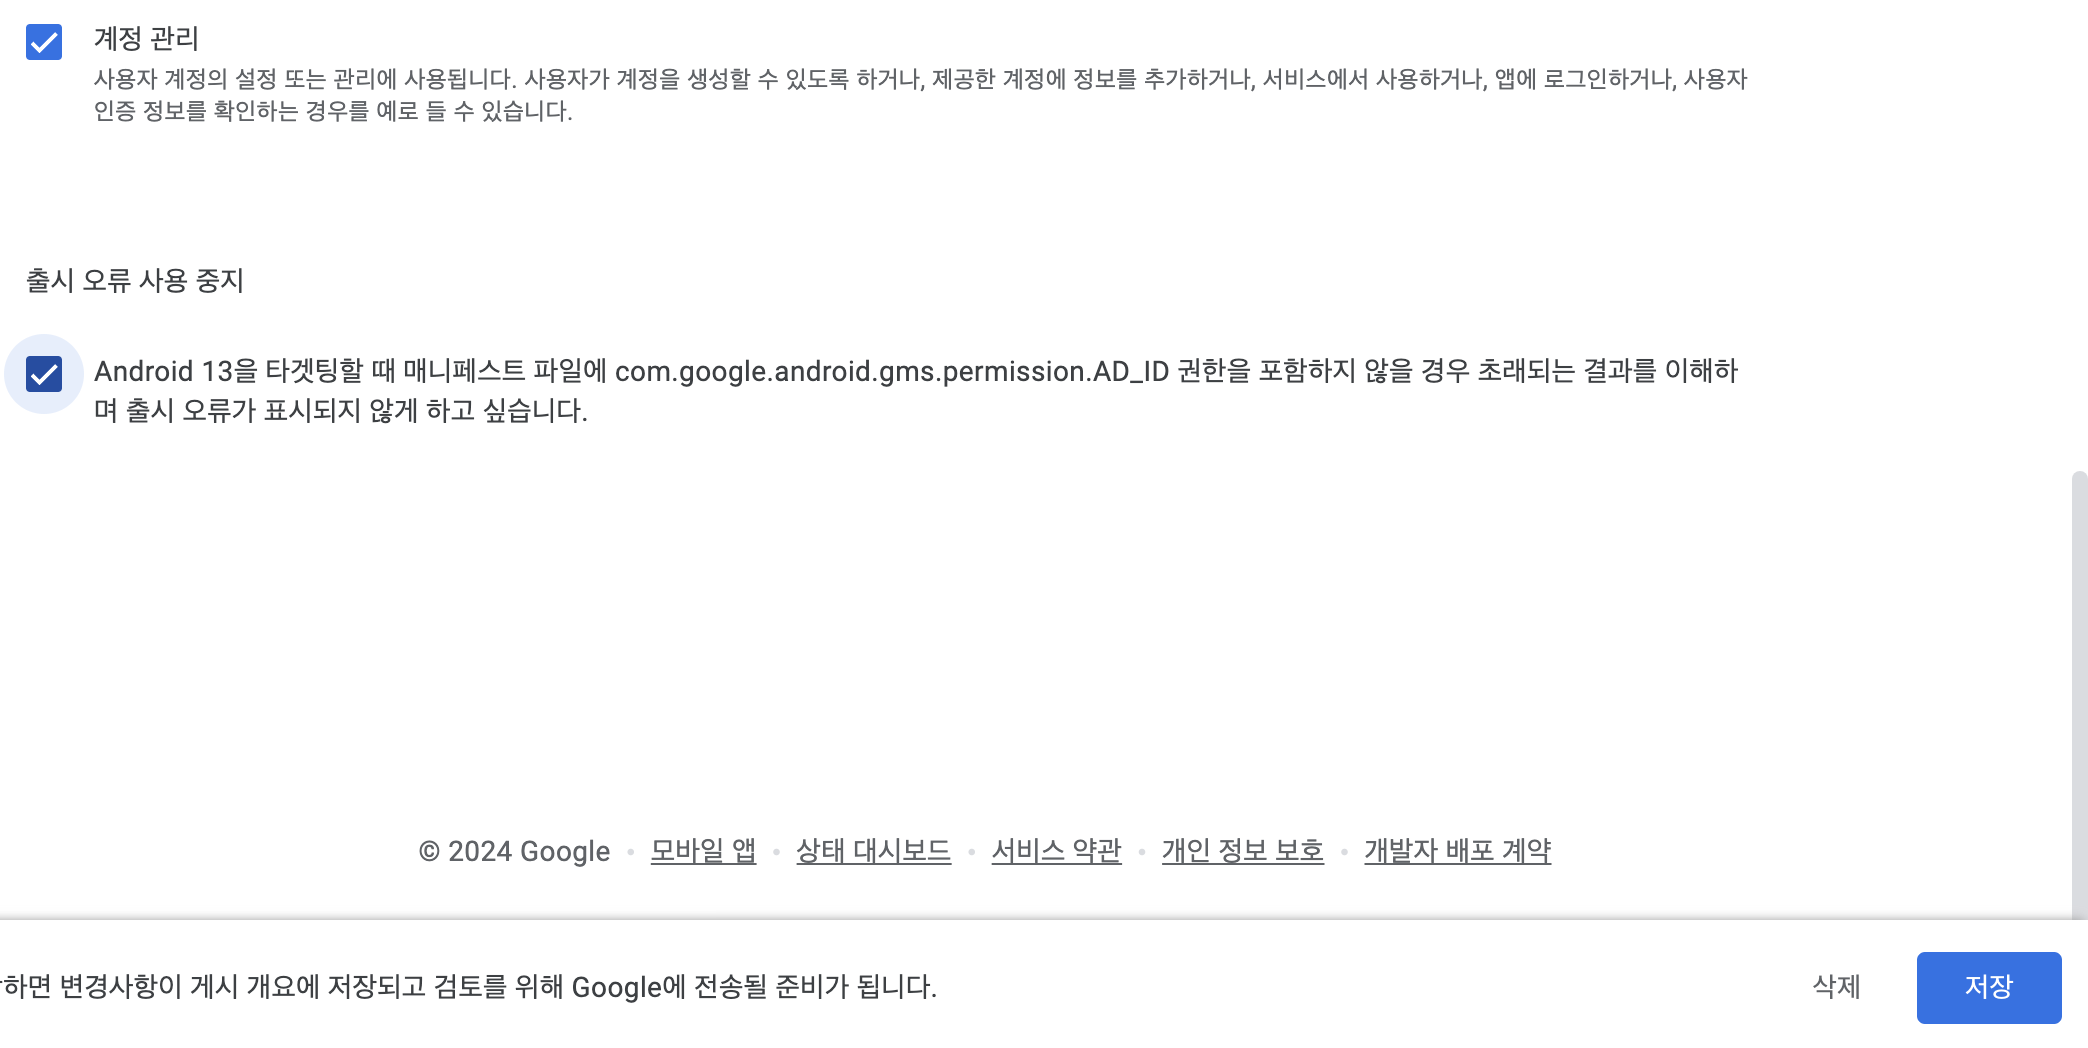 계정 관리
사용자 계정의 설정 또는 관리에 사용됩니다. 사용자가 계정을 생성할 수 있도록 하거나, 제공한 계정에 정보를 추가하거나, 서비스에서 사용하거나, 앱에 로그인하거나, 사용자
인증 정보를 확인하는 경우를 예로 들 수 있습니다.
출시 오류 사용 중지
Android 13을 타겟팅할 때 매니페스트 파일에 com.google.android.gms.permission.AD_ID 권한을 포함하지 않을 경우 초래되는 결과를 이해하
며 출시 오류가 표시되지 않게 하고 싶습니다.
© 2024 Google • 모바일 앱 • 상태 대시보드 • 서비스 약관 • 개인 정보 보호 • 개발자 배포 계약
하면 변경사항이 게시 개요에 저장되고 검토를 위해 Google에 전송될 준비가 됩니다.
삭제
저장